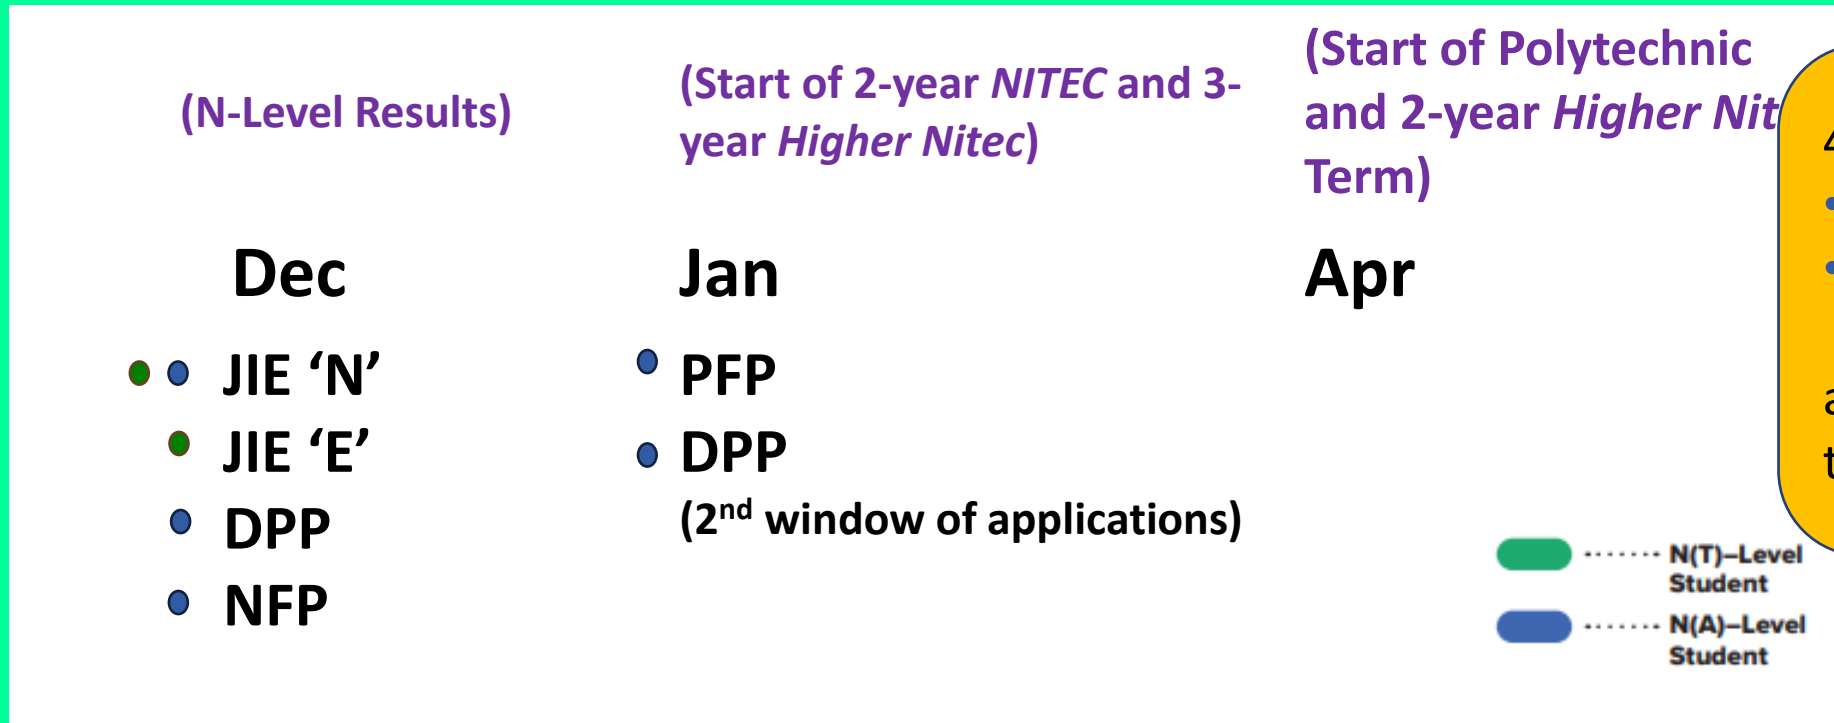 (N-Level Results)
(Start of 2-year NITEC and 3-
year Higher Nitec)
(Start of Polytechnic
and 2-year Higher Nit
Term)
Dec
Jan
Apr
JIE ‘N’
JIE ‘E’
DPP
NFP
PFP
DPP
(2nd window of applications)
N(T)–Level
Student
N(A)–Level
Student